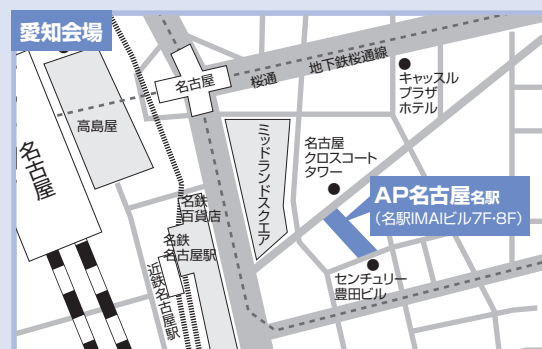 愛知会場
名古屋
桜通
地下鉄桜通線
キャッスル
プラザ
ホテル
高島屋
名古屋
ミッドランドスクエア
名古屋
クロスコート
タワー
AP名古屋名駅
（名駅IMAIビル7F・8F）
名鉄
百貨店
名鉄
名古屋駅
近鉄名古屋駅
センチュリー
豊田ビル